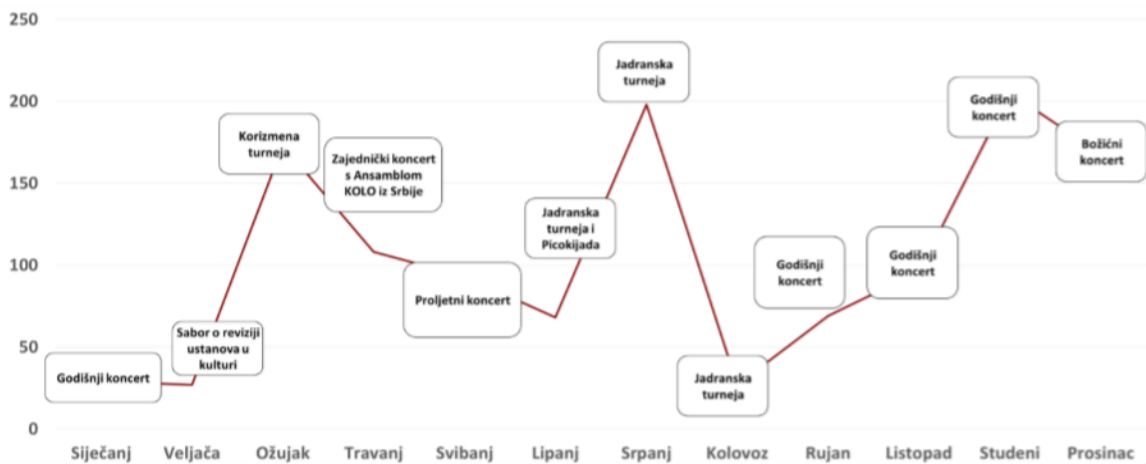 250
200
150
100
50
0
Godišnji koncert
Sabor o reviziji
ustanova u
kulturi
Korizmena
turneja
Zajednički koncert
s Ansamblom
KOLO iz Srbije
Proljetni koncert
Jadranska
turneja i
Picokijada
Jadranska
turneja
Jadranska
turneja
Godišnji
koncert
Godišnji
koncert
Godišnji
koncert
Božićni
koncert
Siječanj Veljača Ožujak Travanj Svibanj Lipanj Srpanj Kolovoz Rujan Listopad Studeni Prosinac